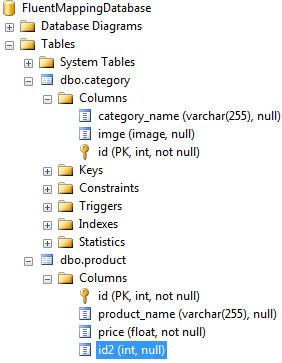 FluentMappingDatabase
Database Diagrams
Tables
System Tables
dbo.category
Columns
category_name (varchar(255), null)
imge (image, null)
id (PK, int, not null)
Keys
Constraints
Triggers
Indexes
Statistics
dbo.product
Columns
id (PK, int, not null)
product_name (varchar(255), null)
price (float, not null)
id2 (int, null)